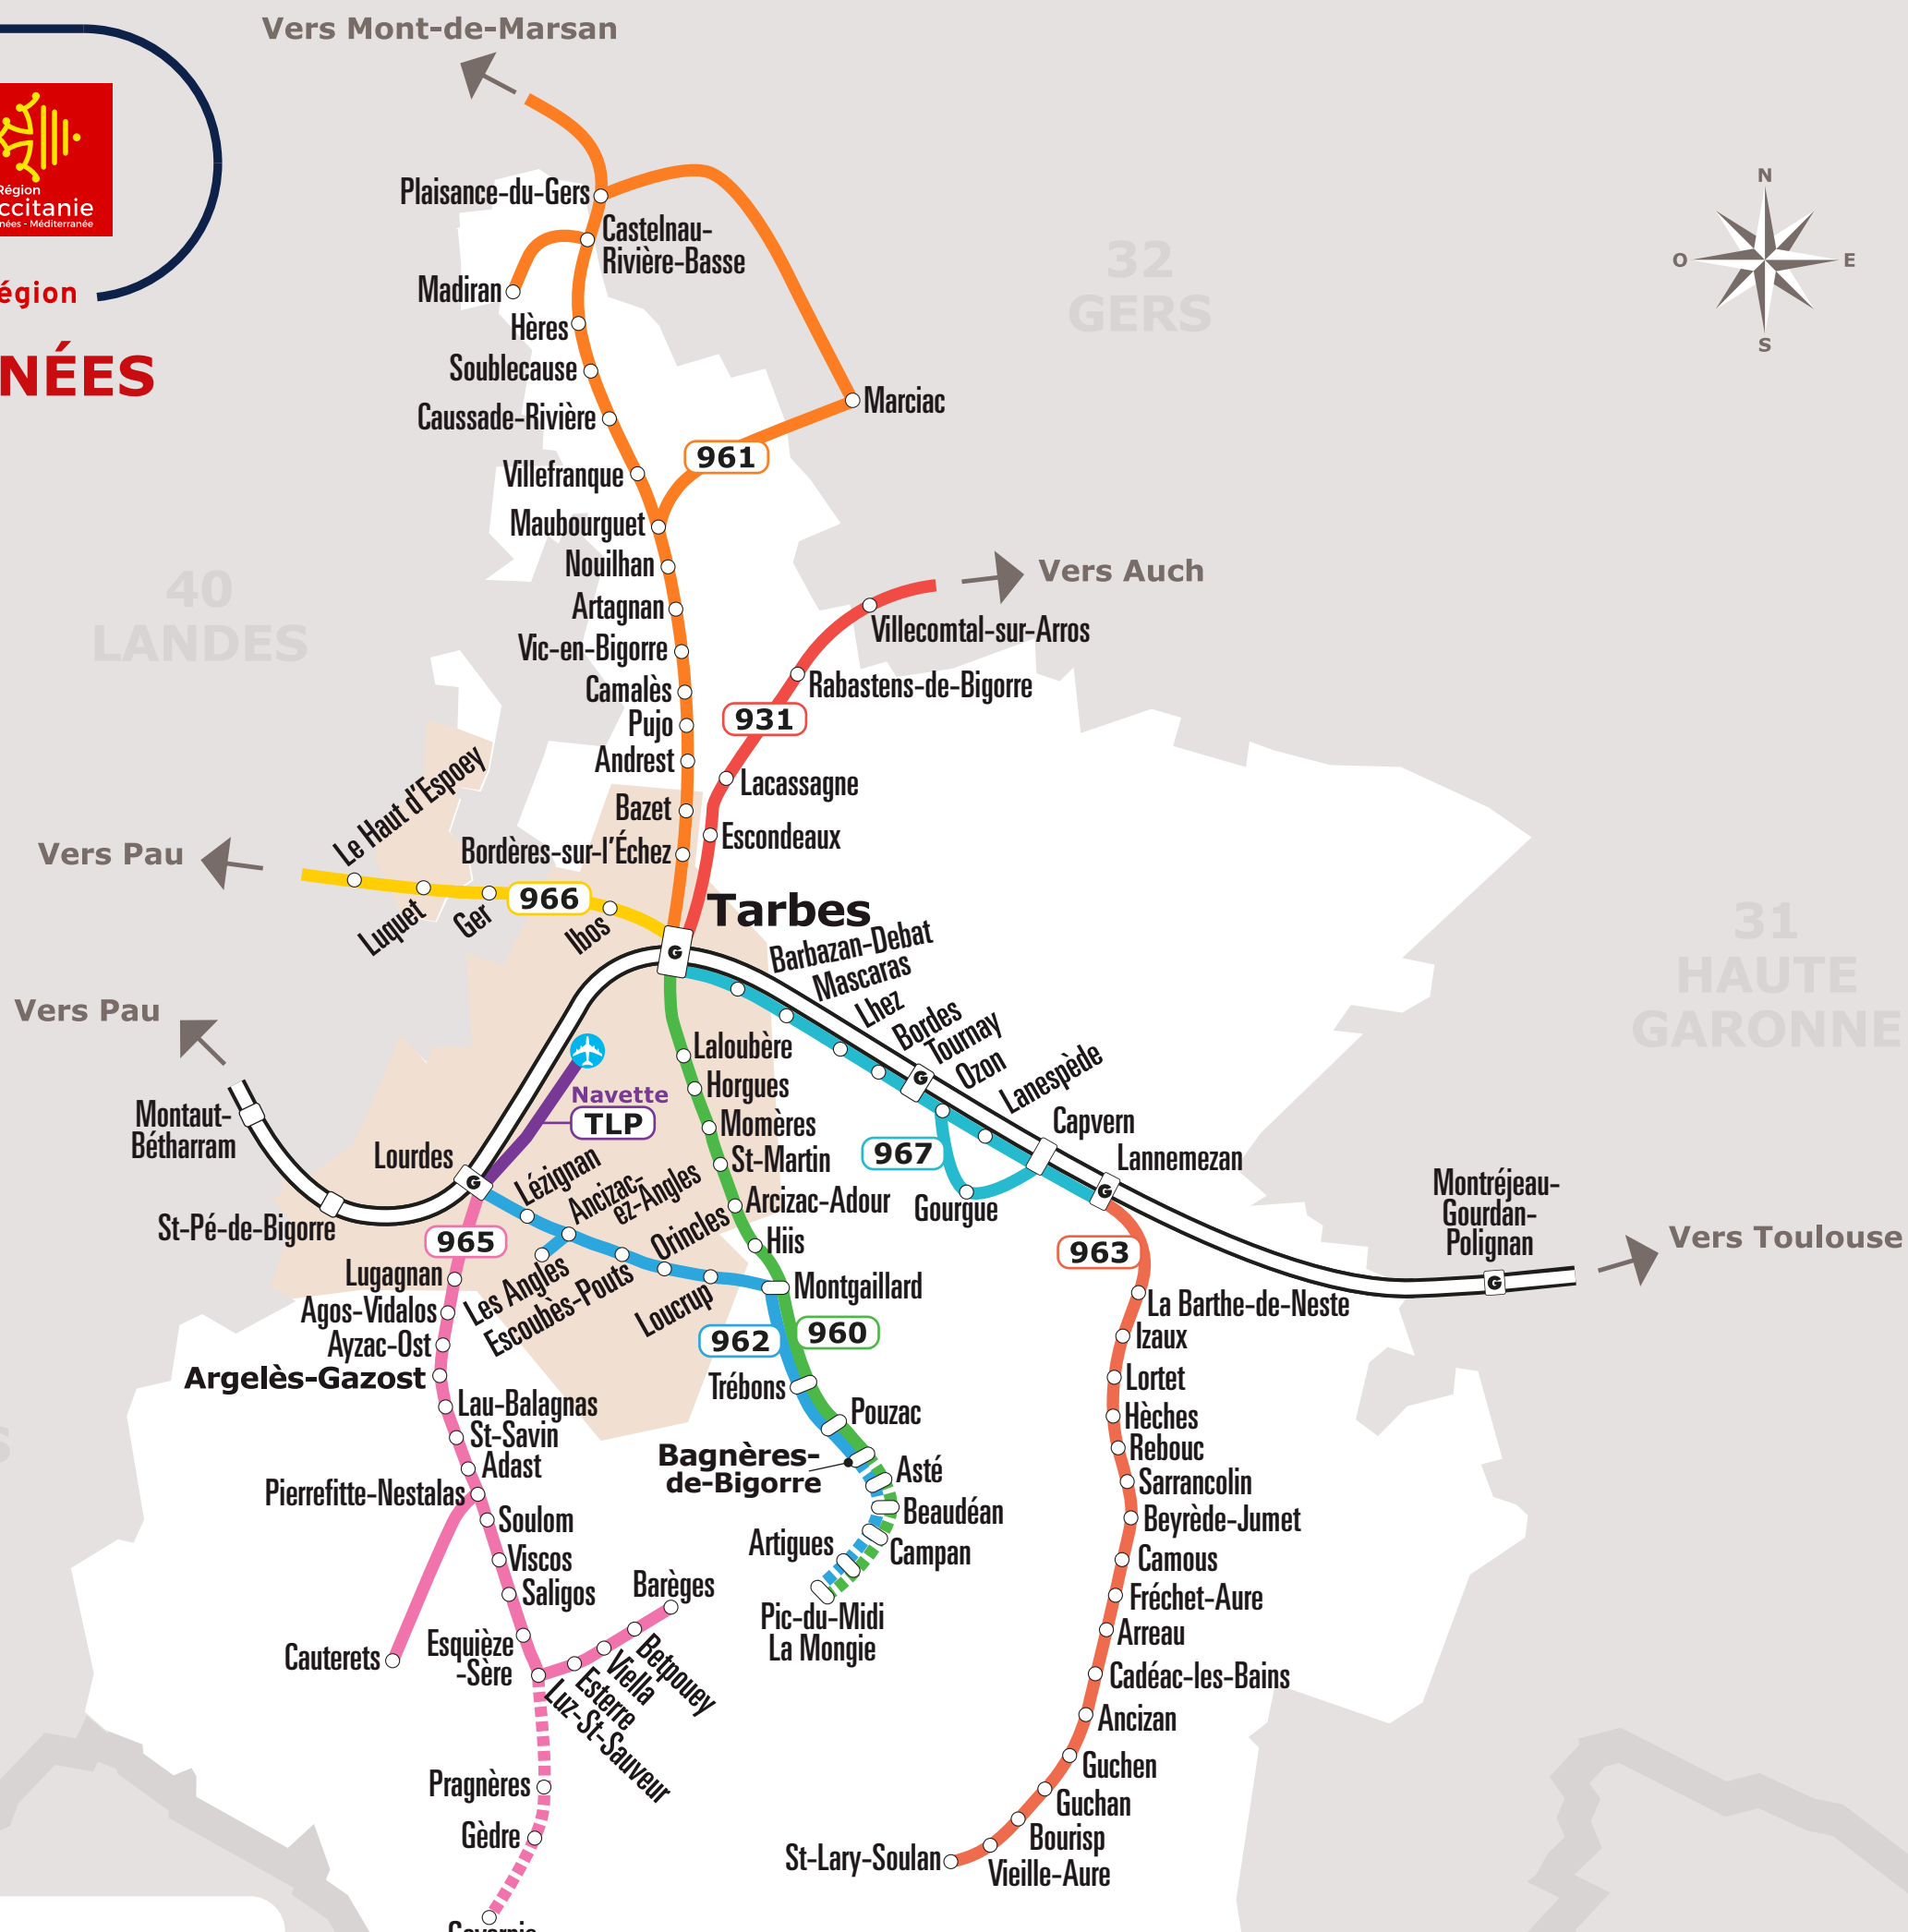 Vers Mont-de-Marsan
Région
ccitanie
nées - Méditerranée
égion
NÉES
N
O
E
S
32
GERS
40
LANDES
31
HAUTE
GARONNE
S
Plaisance-du-Gers
Castelnau-
Rivière-Basse
Madiran
Hères
Soublecause
Caussade-Rivière
Marciac
961
Villefranque
Maubourguet
Nouilhan
Artagnan
Vic-en-Bigorre
Camalès
Pujo
Andrest
Bazet
Bordères-sur-l'Échez
Vers Auch
Villecomtal-sur-Arros
Rabastens-de-Bigorre
931
Lacassagne
Escondeaux
Vers Pau
Le Haut d'Espoey
Luquet
Ger
966
Ibos
Tarbes
G
Barbazan-Debat
Mascaras
Lhez
Bordes
Tournay
G
Ozon
Lanespède
Capvern
967
Gourgue
Lannemezan
G
Montréjeau-
Gourdan-
Polignan
G
Vers Toulouse
Vers Pau
Montaut-
Bétharram
St-Pé-de-Bigorre
Lourdes
G
Navette
TLP
Laloubère
Horgues
Momères
St-Martin
Arcizac-Adour
Hiis
Montgaillard
Lézignan
Ancizac-
ez-Angles
Les Angles
Escoubès-Pouts
Orincles
Loucrup
962
960
Trébons
Pouzac
Bagnères-
de-Bigorre
Asté
Beaudéan
Campan
Artigues
Pic-du-Midi
La Mongie
965
Lugagnan
Agos-Vidalos
Ayzac-Ost
Argelès-Gazost
Lau-Balagnas
St-Savin
Adast
Pierrefitte-Nestalas
Soulom
Viscos
Saligos
Cauterets
Esquièze
-Sère
Luz-St-Sauveur
Esterre
Viella
Betpouey
Barèges
Pragnères
Gèdre
963
La Barthe-de-Neste
Izaux
Lortet
Hèches
Rebouc
Sarrancolin
Beyrède-Jumet
Camous
Fréchet-Aure
Arreau
Cadéac-les-Bains
Ancizan
Guchen
Guchan
Bourisp
Vieille-Aure
St-Lary-Soulan